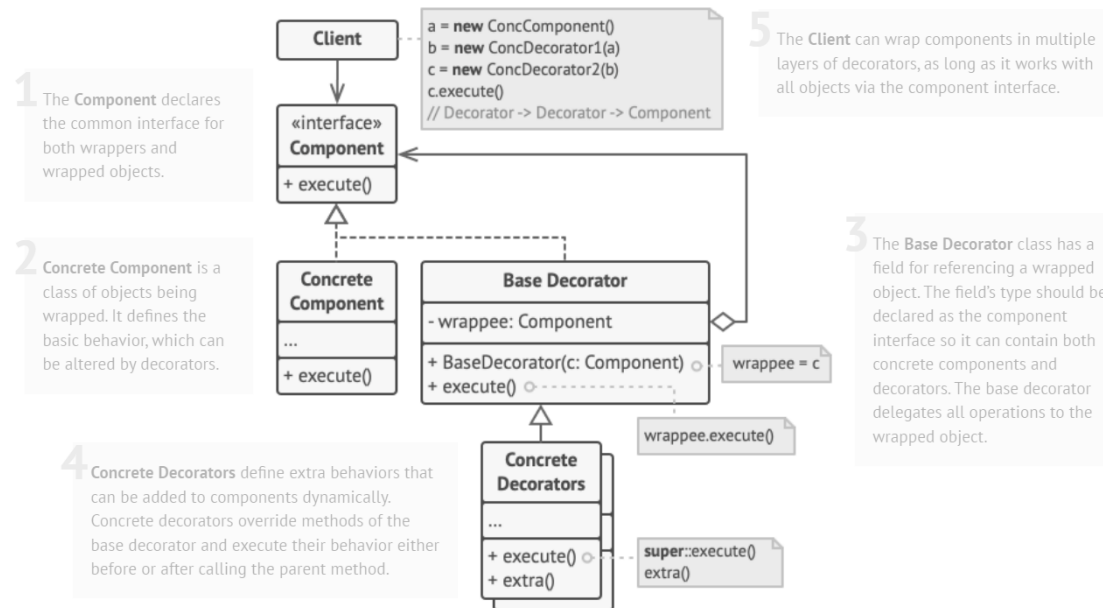 Client
a = new ConcComponent()
b = new ConcDecorator1(a)
c = new ConcDecorator2(b)
c.execute()
// Decorator -> Decorator -> Component
5
The Client can wrap components in multiple
layers of decorators, as long as it works with
all objects via the component interface.
1
The Component declares
the common interface for
both wrappers and
wrapped objects.
«interface»
Component
+ execute()
2
Concrete Component is a
class of objects being
wrapped. It defines the
basic behavior, which can
be altered by decorators.
Concrete
Component
...
+ execute()
Base Decorator
- wrappee: Component
+ BaseDecorator(c: Component)
+ execute()
wrappee = c
wrappee.execute()
3
The Base Decorator class has a
field for referencing a wrapped
object. The field's type should be
declared as the component
interface so it can contain both
concrete components and
decorators. The base decorator
delegates all operations to the
wrapped object.
4
Concrete Decorators define extra behaviors that
can be added to components dynamically.
Concrete decorators override methods of the
base decorator and execute their behavior either
before or after calling the parent method.
Concrete
Decorators
...
+ execute()
+ extra()
super::execute()
extra()